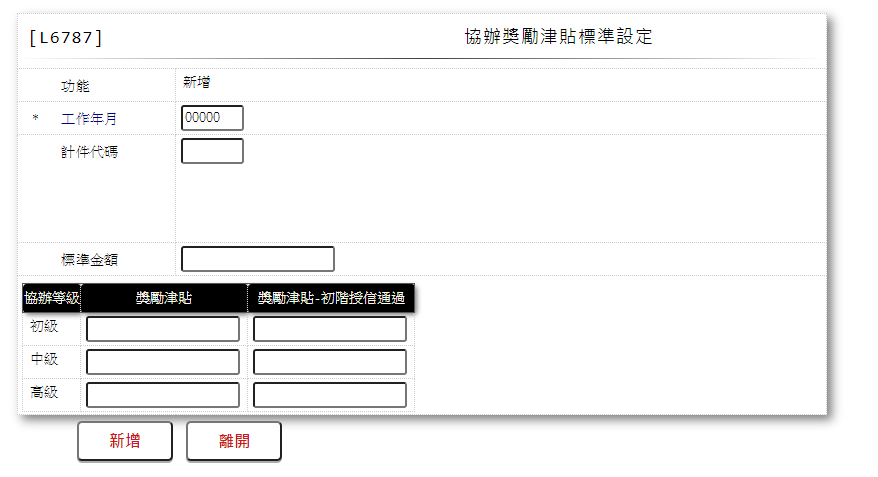 [L6787] 協辦獎勵津貼標準設定
功能 新增
* 工作年月 00000
計件代碼
標準金額
協辦等級 獎勵津貼 獎勵津貼-初階授信通過
初級
中級
高級
新增 離開